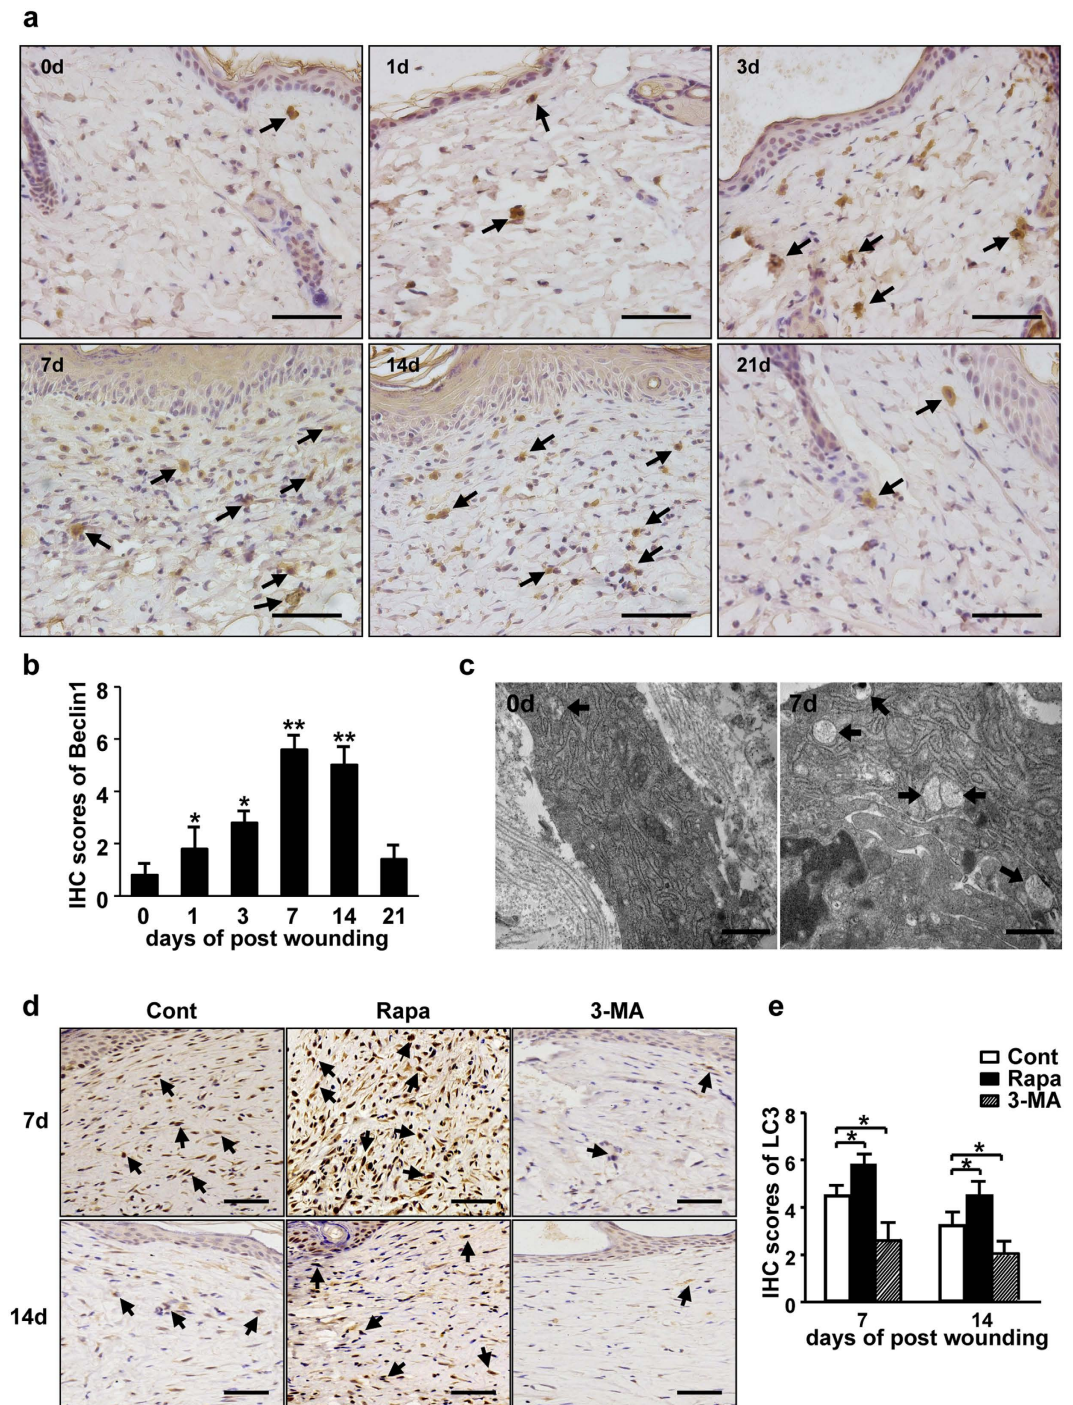 a
0d
1d
3d
7d
14d
21d
b
IHC scores of Beclin1
8
6
4
2
0
*
*
**
**
0 1 3 7 14 21
days of post wounding
c
0d
7d
d
Cont Rapa 3-MA
7d
14d
e
Cont
Rapa
3-MA
IHC scores of LC3
8
6
4
2
0
*
*
*
*
7 14
days of post wounding